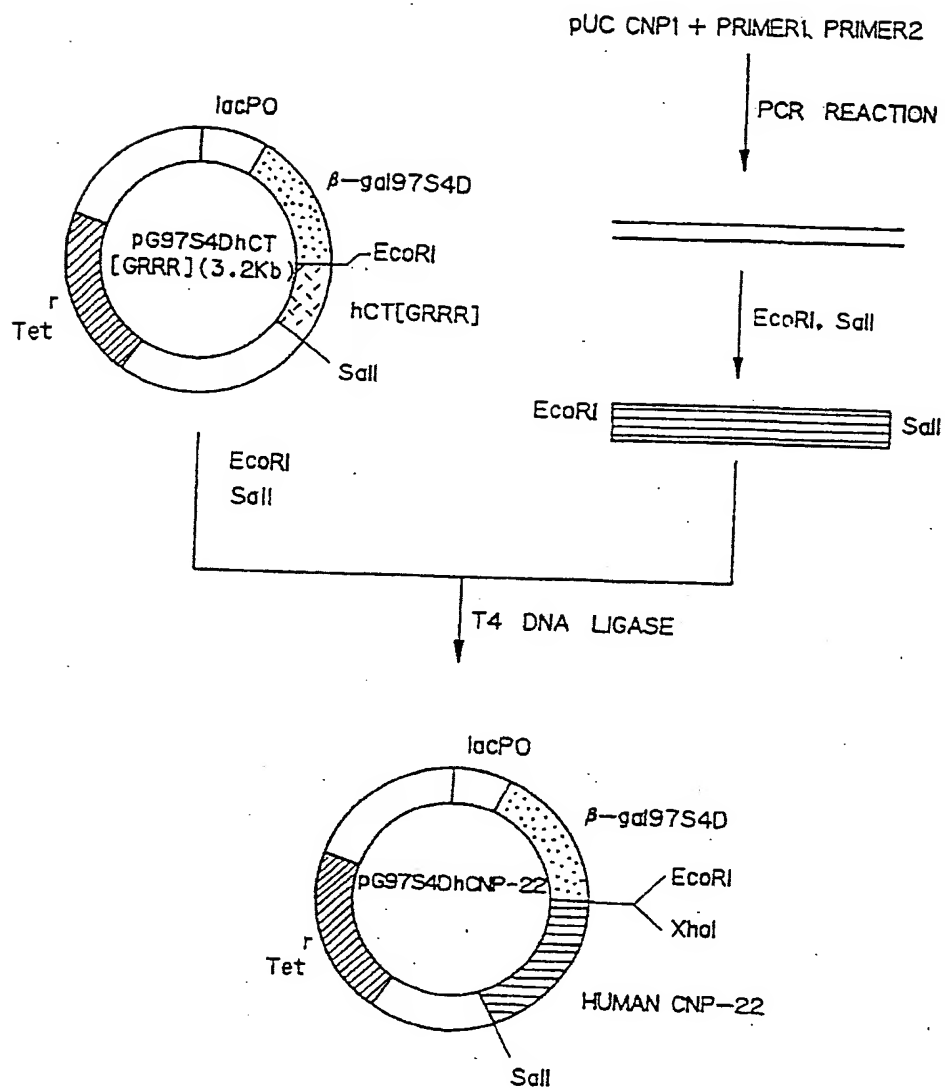 pUC CNP1 + PRIMER1, PRIMER2
PCR REACTION
lacPO
β-gal97S4D
pG97S4DhCT
[GRRR](3.2Kb)
EcoRI
hCT[GRRR]
r
Tet
SalI
EcoRI, SalI
EcoRI
SalI
EcoRI
SalI
T4 DNA LIGASE
lacPO
β-gal97S4D
pG97S4DhCNP-22
EcoRI
XhoI
r
Tet
HUMAN CNP-22
SalI